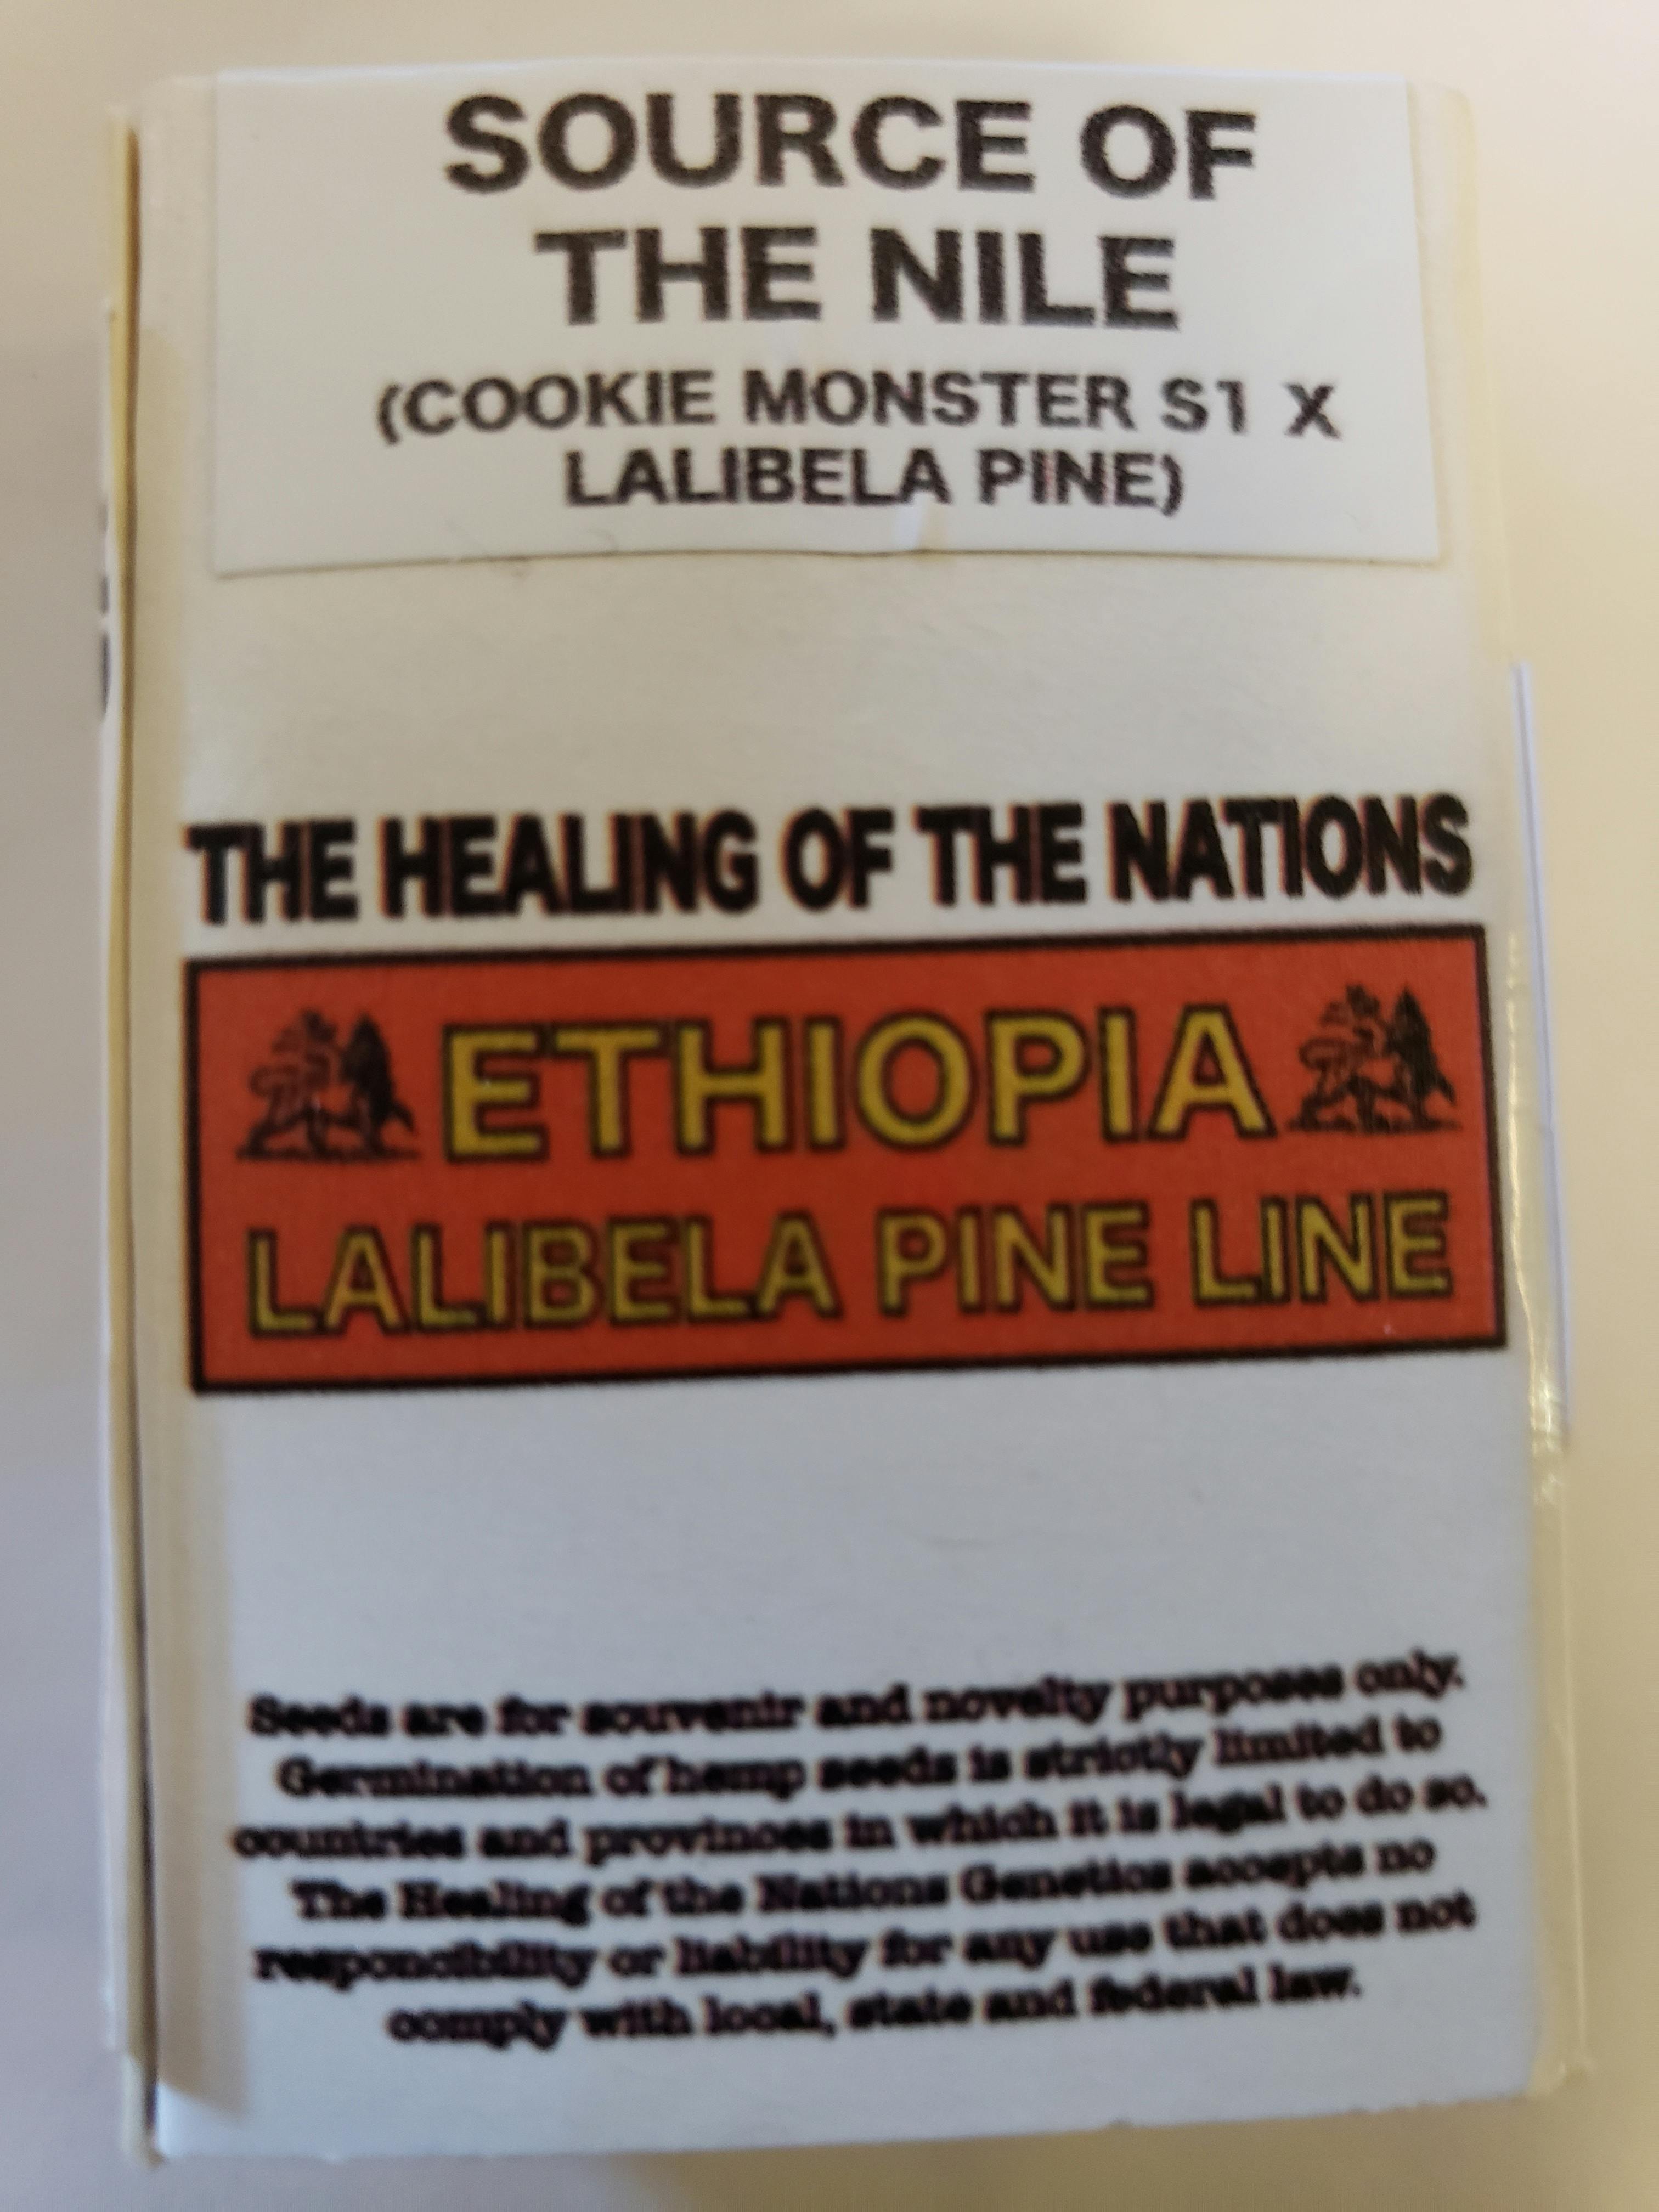 SOURCE OF
THE NILE
(COOKIE MONSTER S1 X
LALIBELA PINE)
THE HEALING OF THE NATIONS
ETHIOPIA
LALIBELA PINE LINE
Seeds are for souvenir and novelty purposes only.
Germination of hemp seeds is strictly limited to
countries and provinces in which it is legal to do so.
The Healing of the Nations Genetics accepts no
responcibility or liability for any use that does not
comply with local, state and federal law.